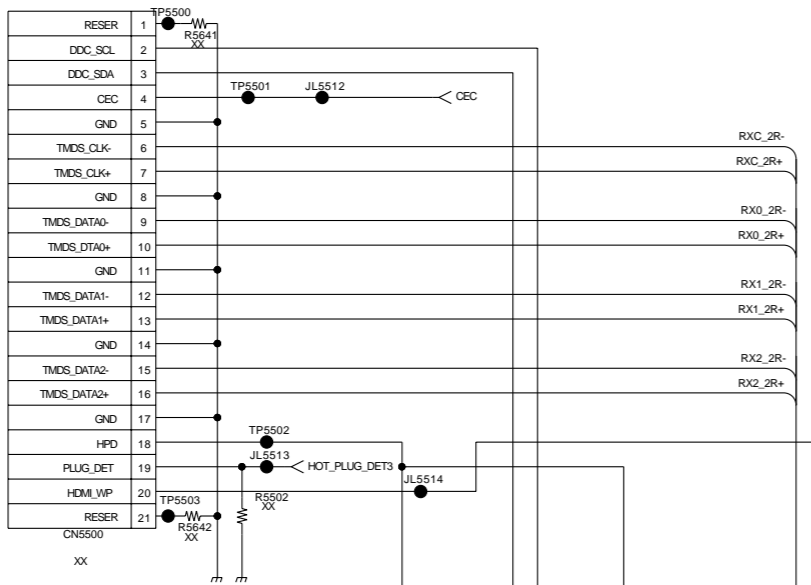 TP5500
RESER 1
R5641
XX
DDC_SCL 2
DDC_SDA 3
TP5501 JL5512
CEC 4 CEC
GND 5
RXC_2R-
TMDS_CLK- 6
RXC_2R+
TMDS_CLK+ 7
GND 8
RX0_2R-
TMDS_DATA0- 9
RX0_2R+
TMDS_DTA0+ 10
GND 11
RX1_2R-
TMDS_DATA1- 12
RX1_2R+
TMDS_DATA1+ 13
GND 14
RX2_2R-
TMDS_DATA2- 15
RX2_2R+
TMDS_DATA2+ 16
GND 17
TP5502
HPD 18
JL5513
PLUG_DET 19 HOT_PLUG_DET3
JL5514
HDMI_WP 20
TP5503 R5502
XX
RESER 21
R5642
XX
CN5500
XX